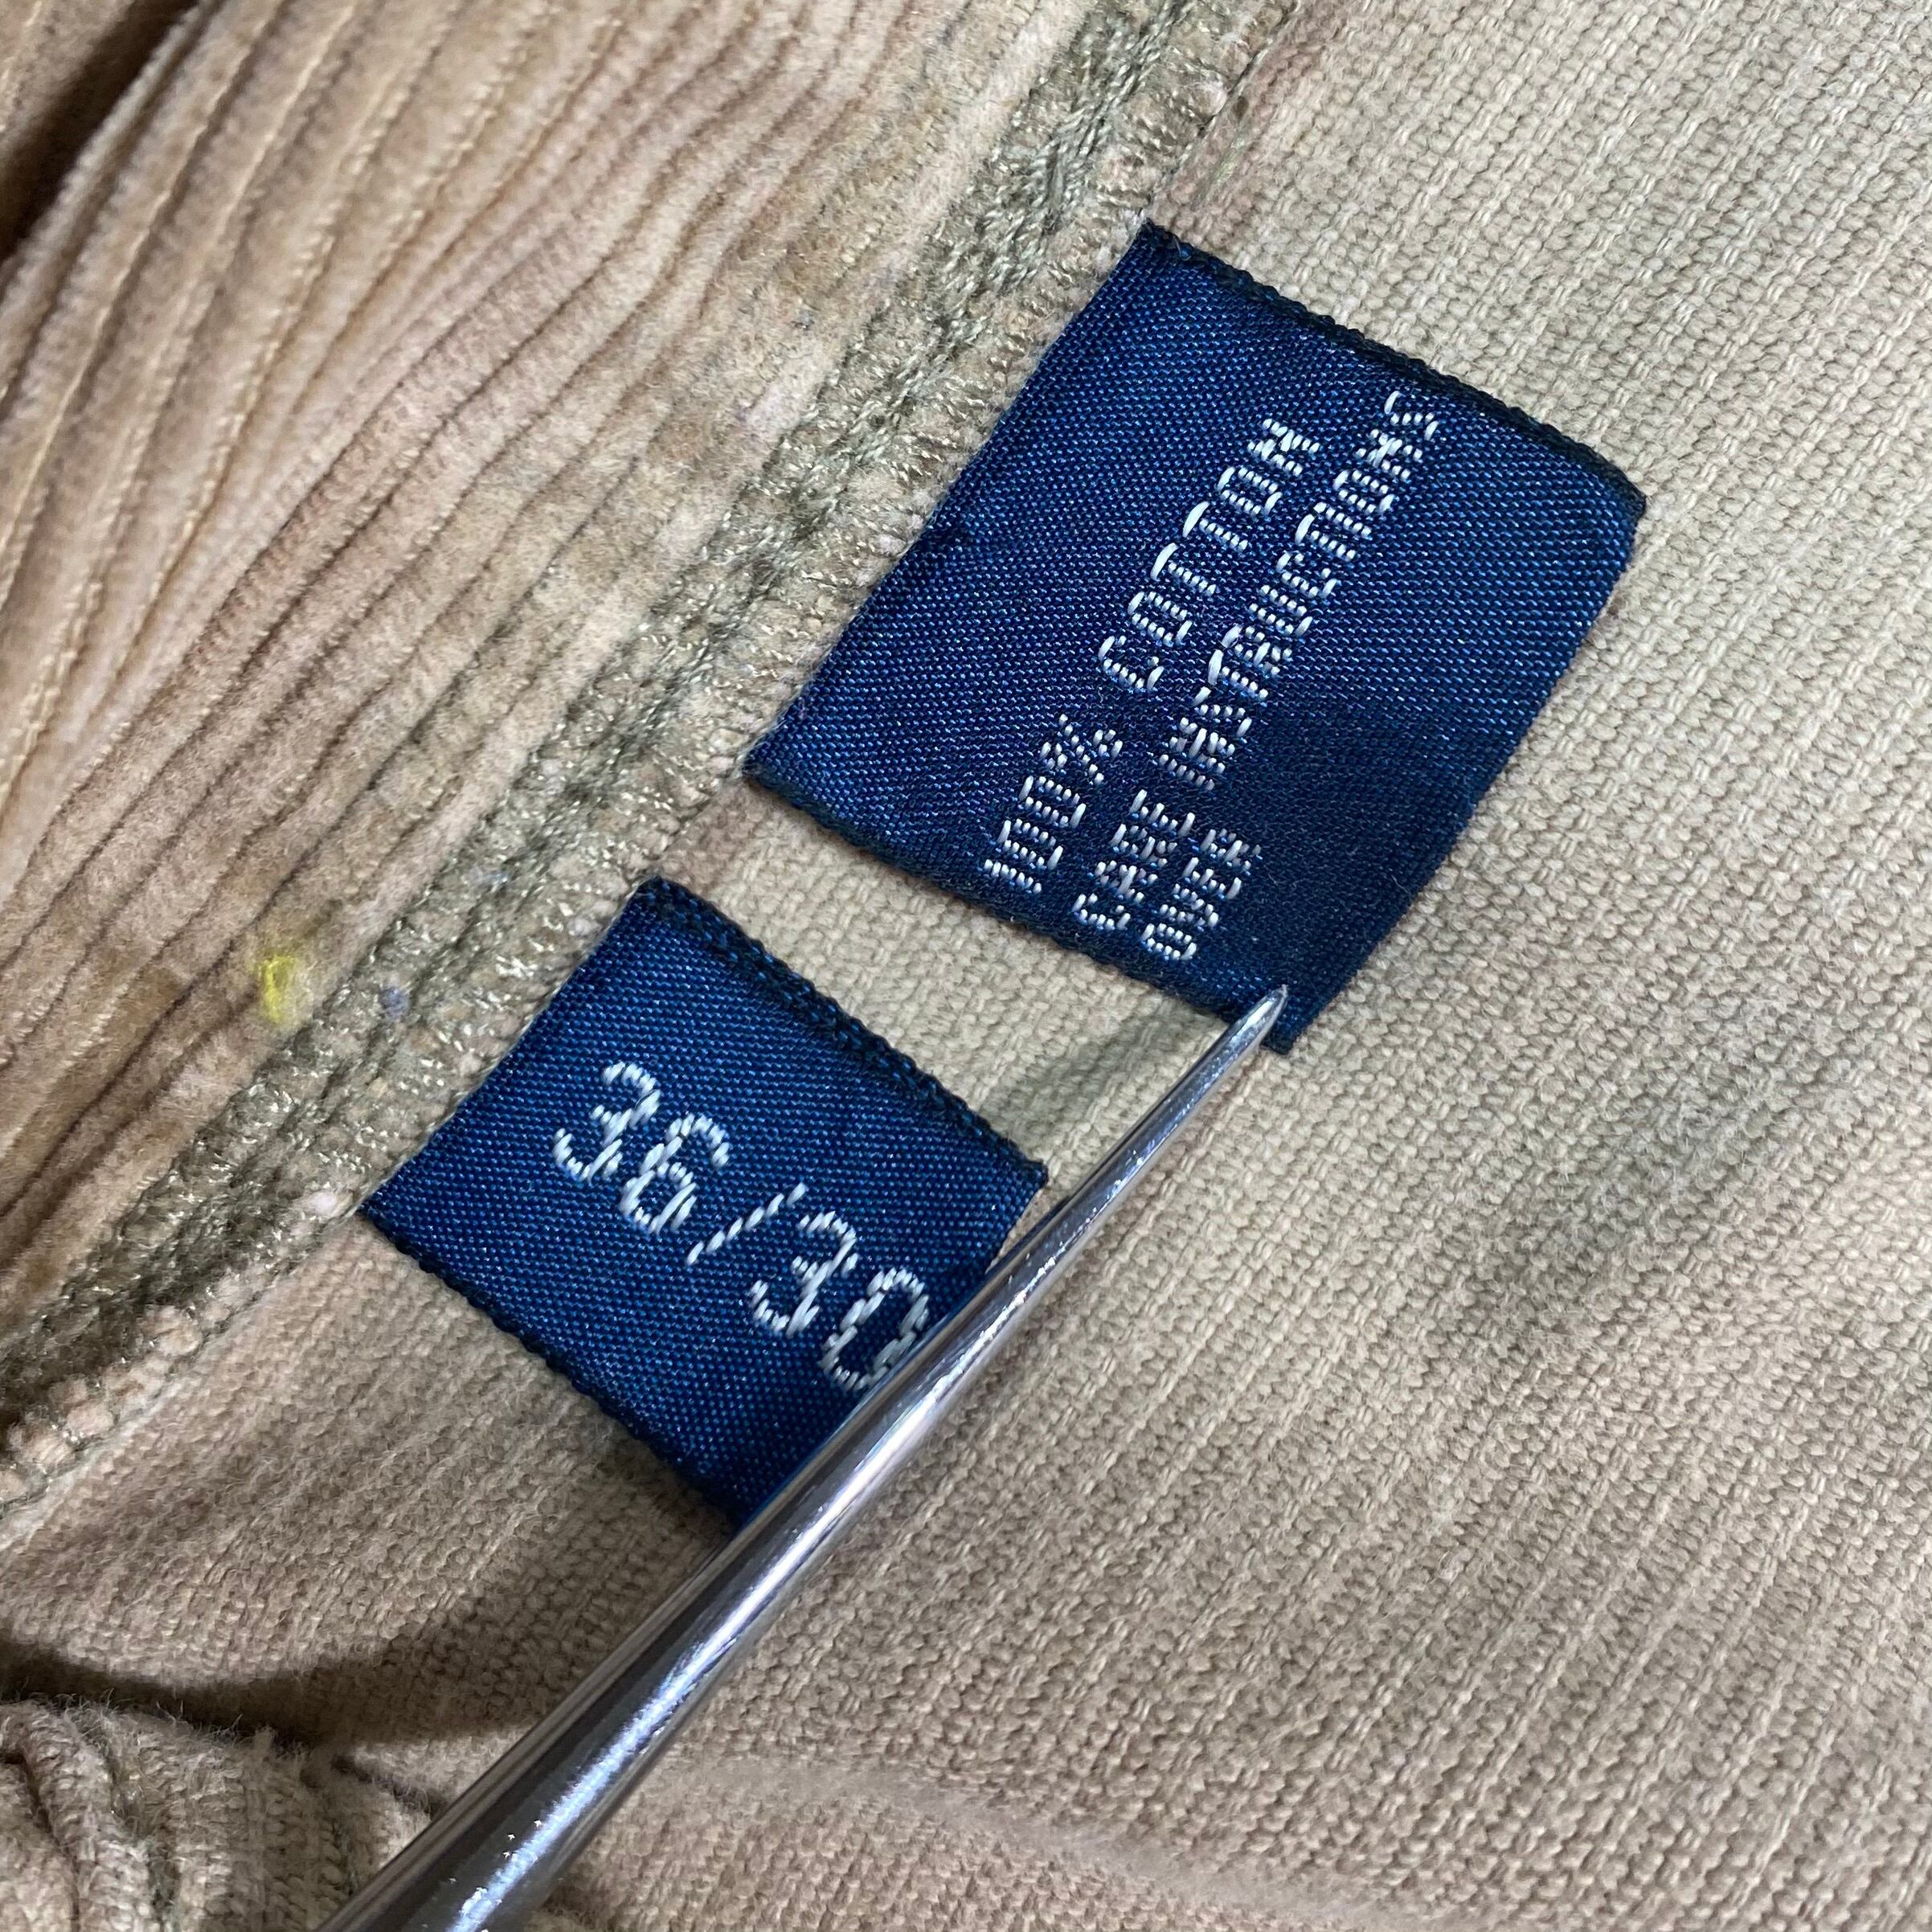 100% COTTON
CARE INSTRUCTIONS
OVER
36/30